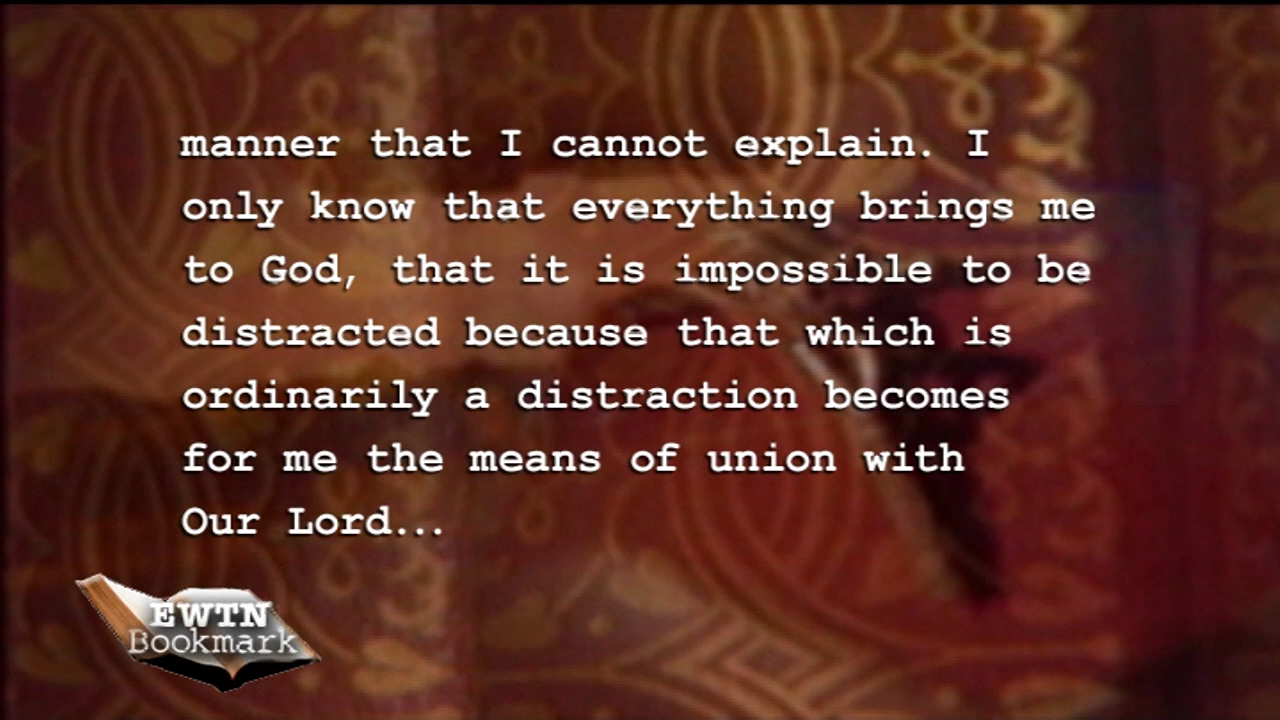 manner that I cannot explain. I
only know that everything brings me
to God, that it is impossible to be
distracted because that which is
ordinarily a distraction becomes
for me the means of union with
Our Lord...
EWTN
Bookmark